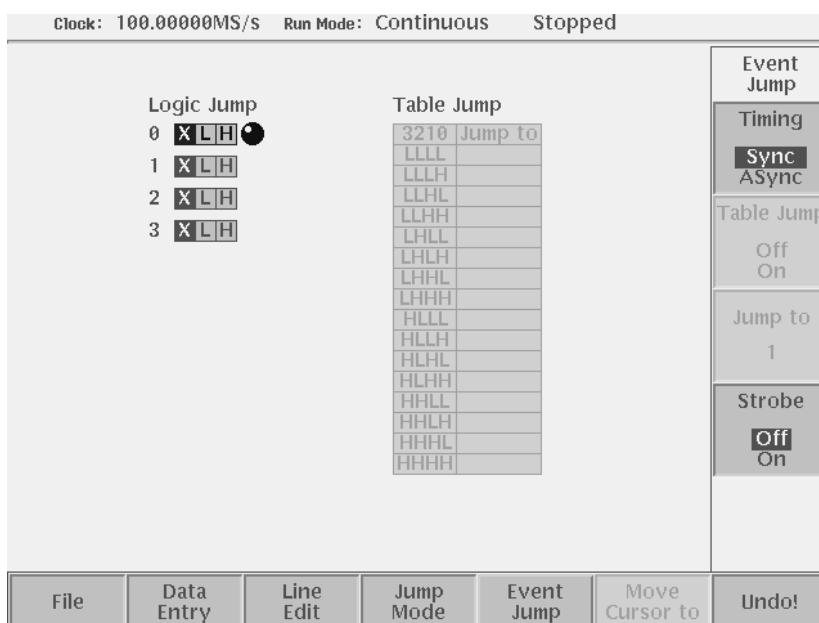 Clock: 100.00000MS/s Run Mode: Continuous Stopped
Logic Jump
0 X L H
1 X L H
2 X L H
3 X L H
Table Jump
3210 Jump to
LLLL
LLLH
LLHL
LLHH
LHLL
LHLH
LHHL
LHHH
HLLL
HLLH
HLHL
HLHH
HHLL
HHLH
HHHL
HHHH
Event
Jump
Timing
Sync
ASync
Table Jump
Off
On
Jump to
1
Strobe
Off
On
File
Data
Entry
Line
Edit
Jump
Mode
Event
Jump
Move
Cursor to
Undo!